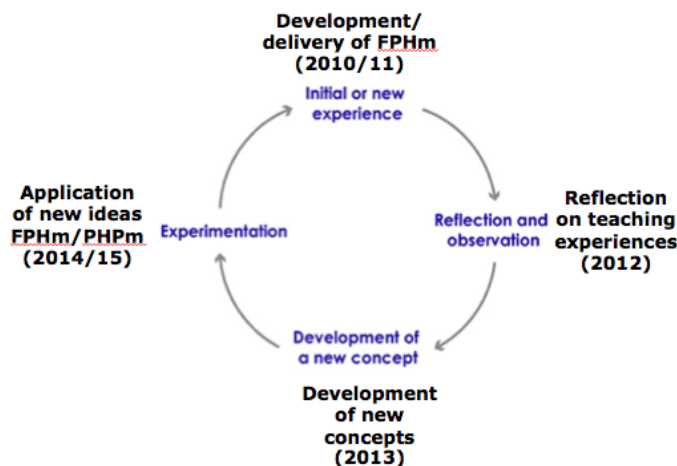 Development/
delivery of FPHm
(2010/11)
Initial or new
experience
Reflection and
observation
Reflection
on teaching
experiences
(2012)
Development of
a new concept
Development
of new
concepts
(2013)
Application
of new ideas
FPHm/PHPm
(2014/15)
Experimentation